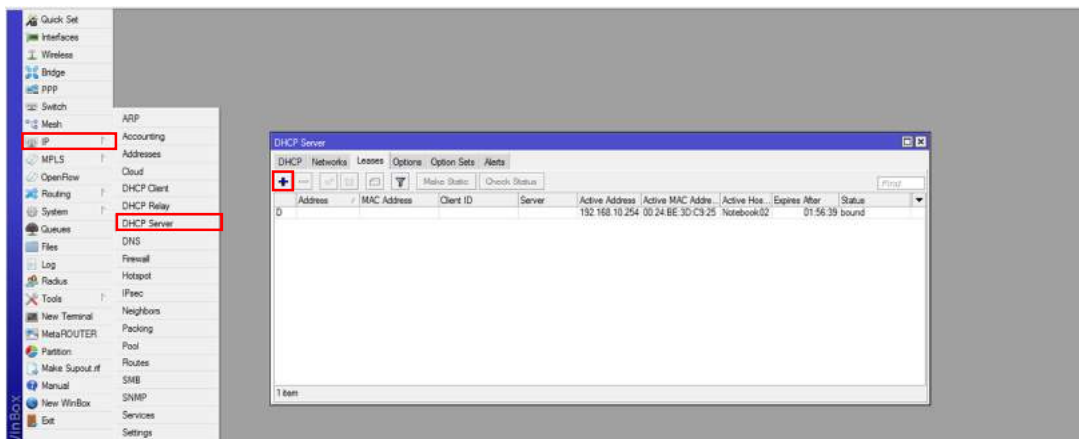 Quick Set
Interfaces
Wireless
Bridge
PPP
Switch
Mesh
IP
MPLS
OpenFlow
Routing
System
Queues
Files
Log
Radius
Tools
New Terminal
MetaROUTER
Partition
Make Supout.rif
Manual
New WinBox
Exit
WinBox
ARP
Accounting
Addresses
Cloud
DHCP Client
DHCP Relay
DHCP Server
DNS
Firewall
Hotspot
IPsec
Neighbors
Packing
Pool
Routes
SMB
SNMP
Services
Settings
DHCP Server
DHCP Networks Leases Options Option Sets Alerts
Make Static Check Status Find
Address MAC Address Client ID Server Active Address Active MAC Addre... Active Hos... Expires After Status
D 192.168.10.254 00:24:BE:3D:C9:25 Notebook02 01:56:39 bound
1 item